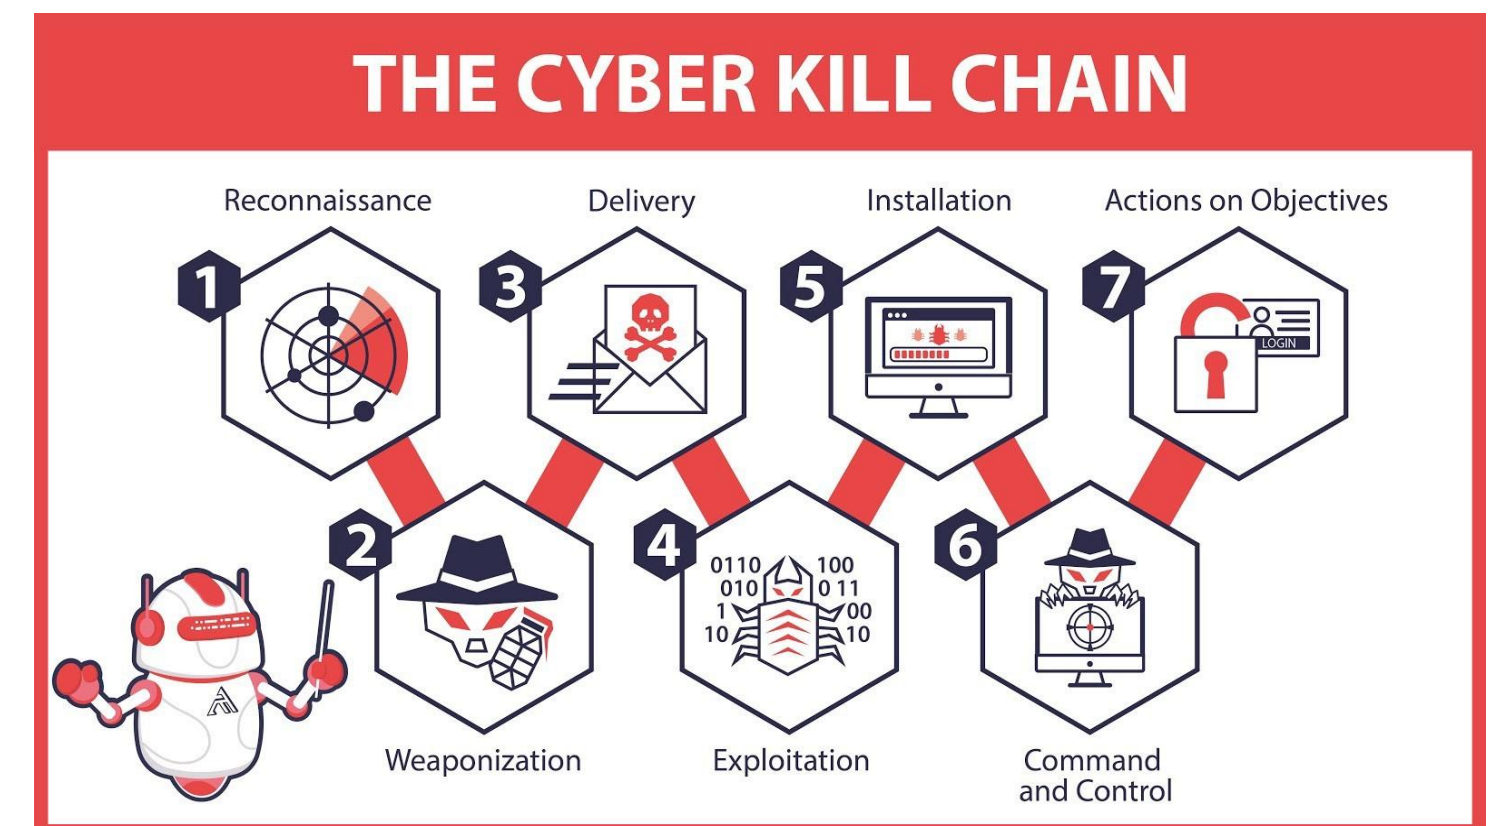 THE CYBER KILL CHAIN
Reconnaissance
1
Weaponization
2
Delivery
3
Exploitation
4
0110 100
010 0 11
1 00
10 10
Installation
5
Command
and Control
6
Actions on Objectives
7
LOGIN